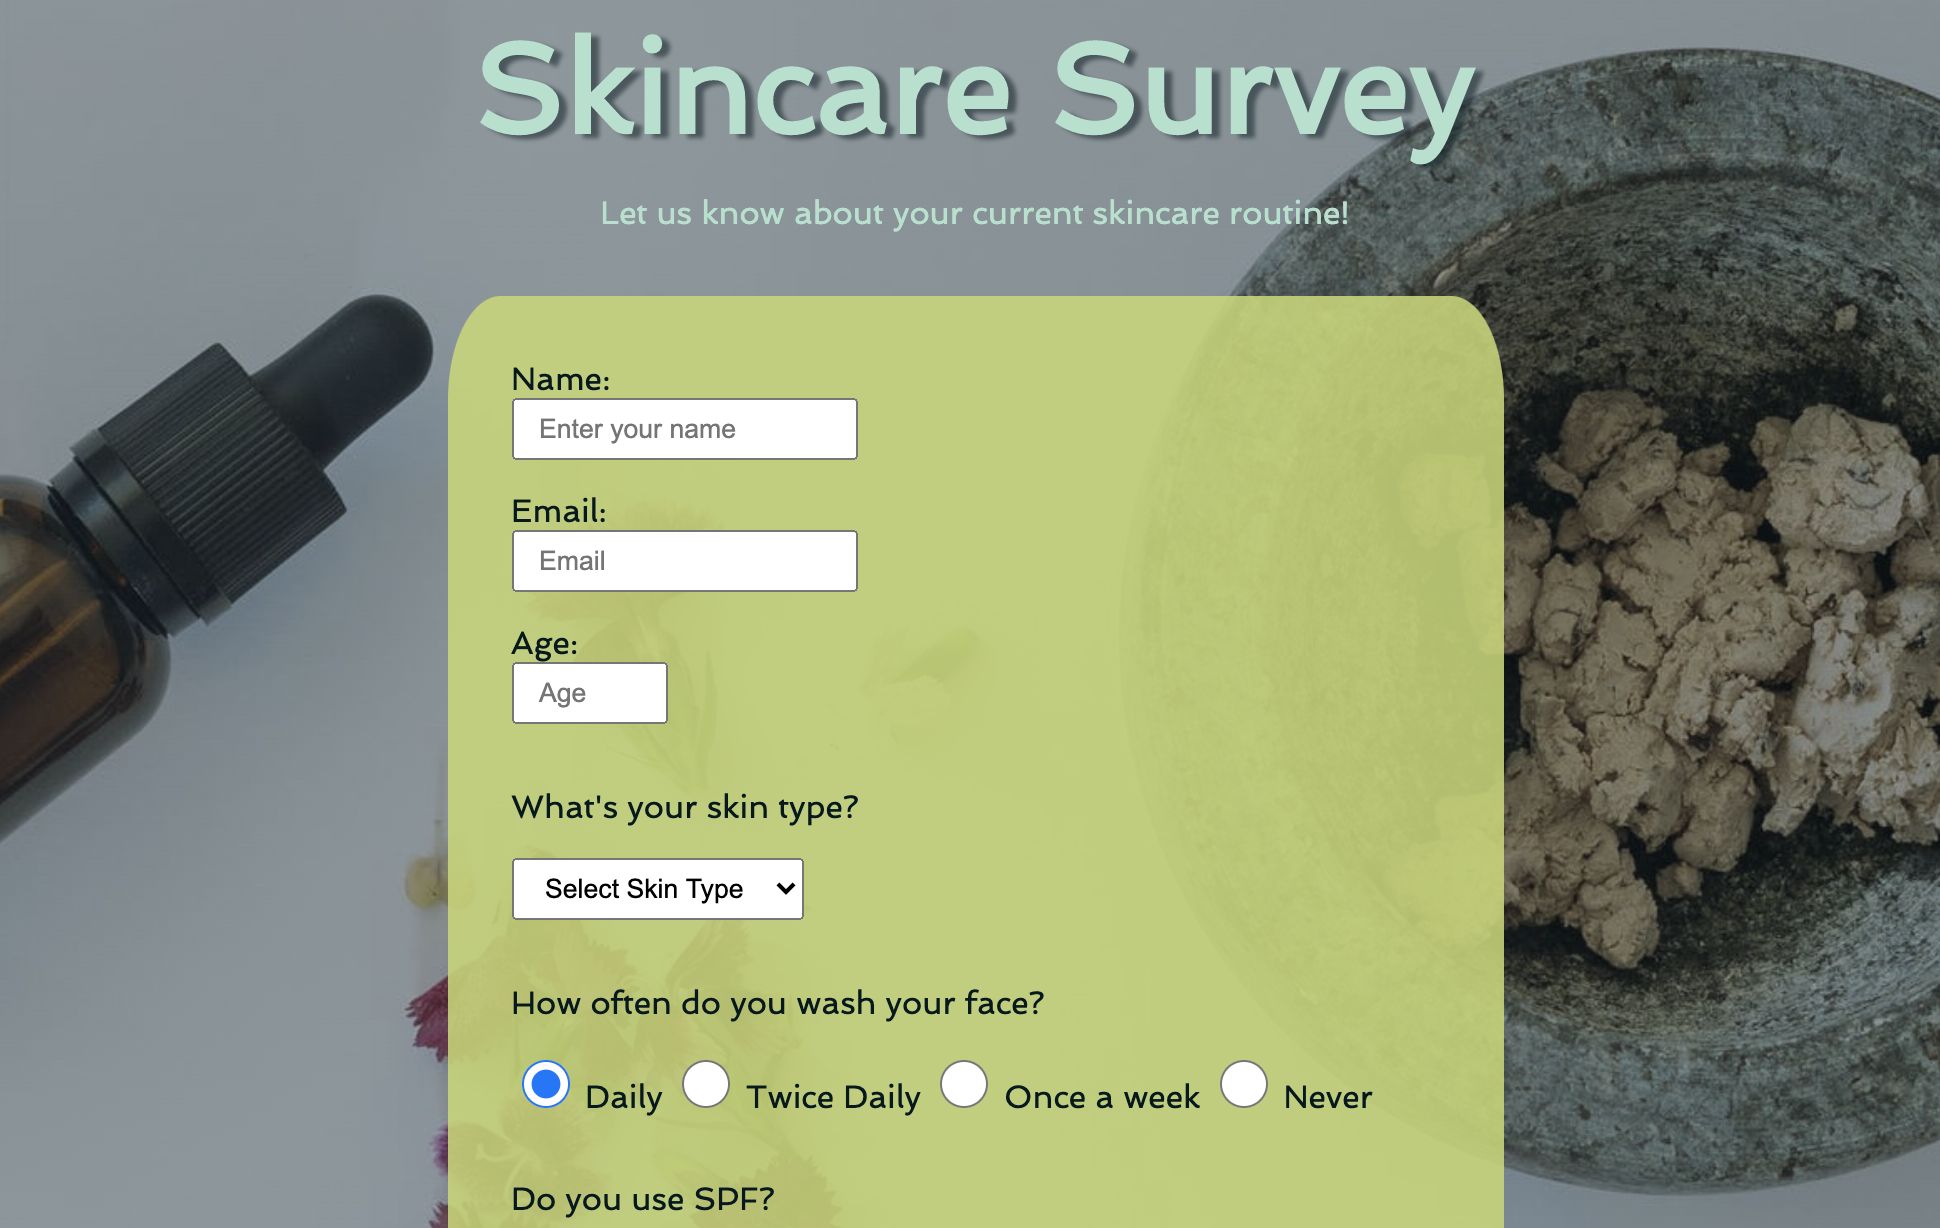 Skincare Survey
Let us know about your current skincare routine!
Name:
Enter your name
Email:
Email
Age:
Age
What's your skin type?
Select Skin Type
How often do you wash your face?
Daily Twice Daily Once a week Never
Do you use SPF?